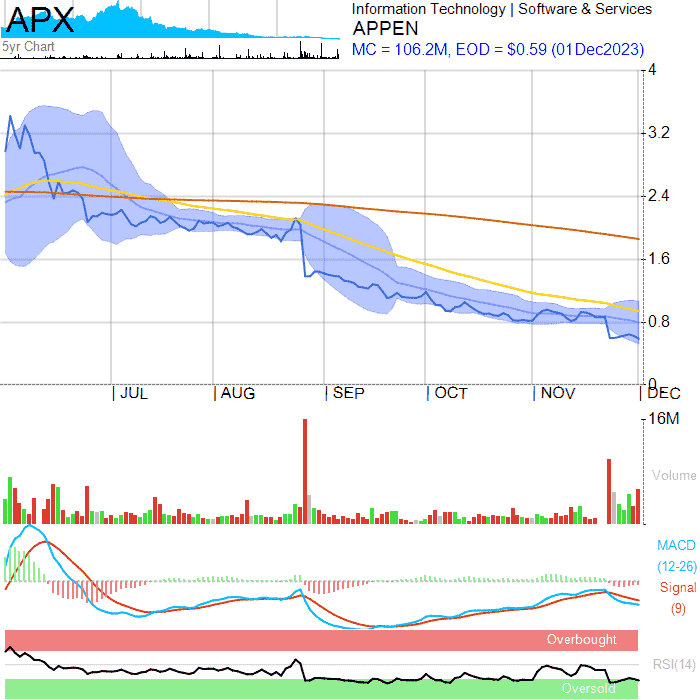 APX
Information Technology | Software & Services
APPEN
5yr Chart
MC = 106.2M, EOD = $0.59 (01Dec2023)
4
3.2
2.4
1.6
0.8
0
| JUL | AUG | SEP | OCT | NOV | DEC
16M
Volume
MACD
(12-26)
Signal
(9)
Overbought
RSI(14)
Oversold